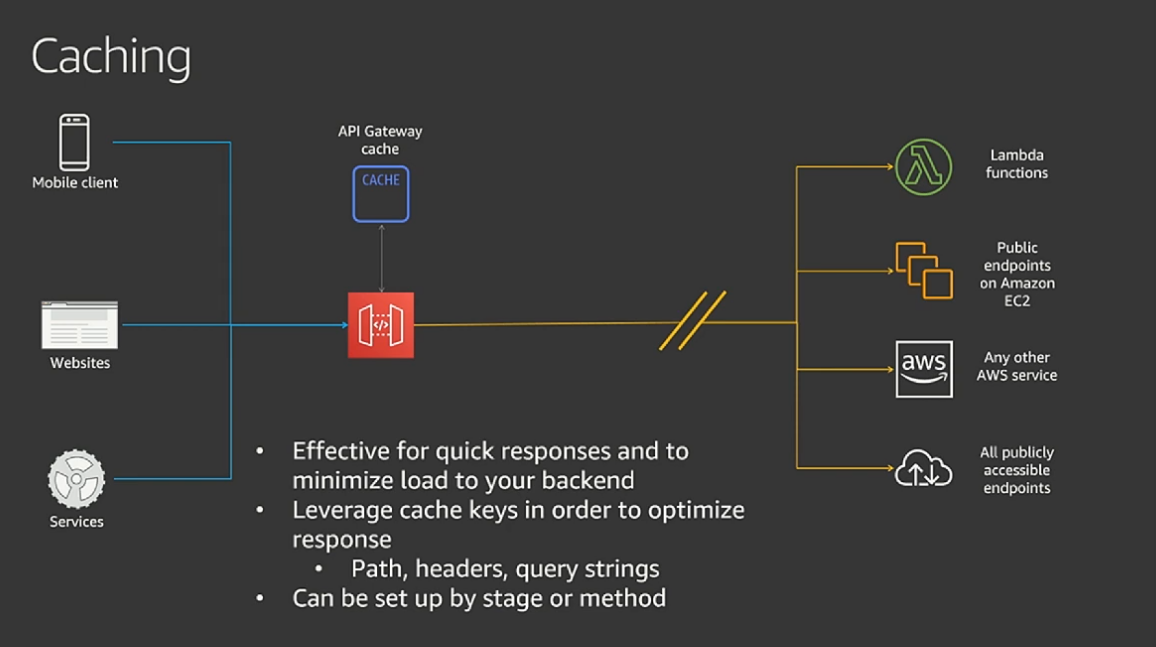 Caching
Mobile client
Websites
Services
API Gateway
cache
CACHE
</>
Lambda
functions
Public
endpoints
on Amazon
EC2
aws
Any other
AWS service
All publicly
accessible
endpoints
• Effective for quick responses and to
minimize load to your backend
• Leverage cache keys in order to optimize
response
• Path, headers, query strings
• Can be set up by stage or method